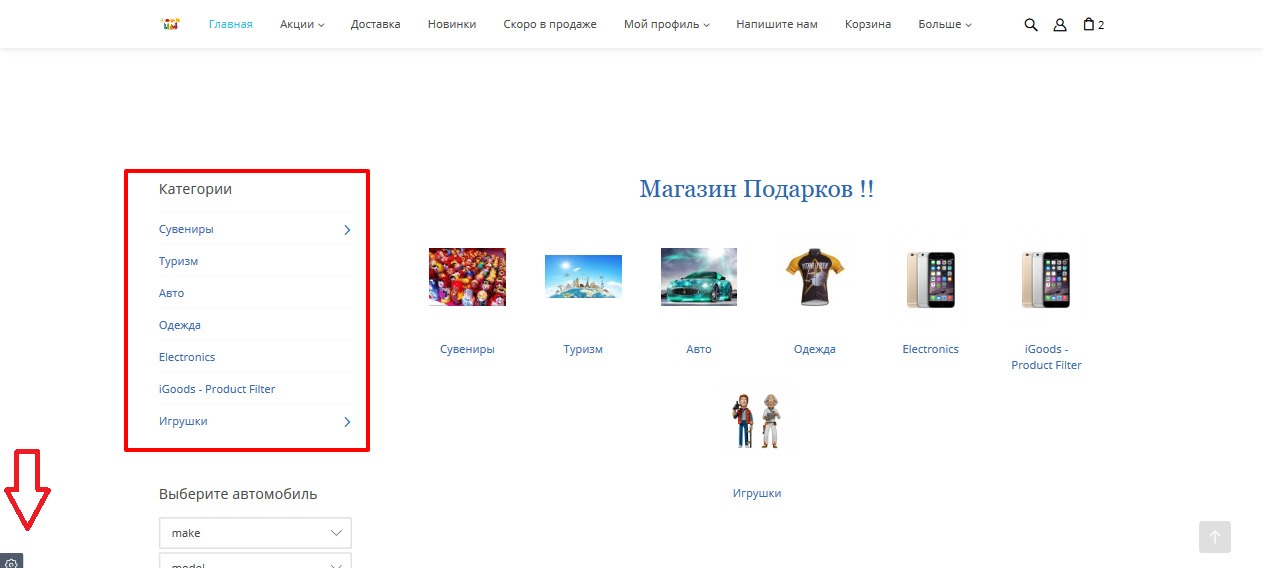 Главная Акции Доставка Новинки Скоро в продаже Мой профиль Напишите нам Корзина Больше 2
Категории
Сувениры
Туризм
Авто
Одежда
Electronics
iGoods - Product Filter
Игрушки
Выберите автомобиль
make
model
Магазин Подарков !!
Сувениры Туризм Авто Одежда Electronics iGoods -
Product Filter
Игрушки